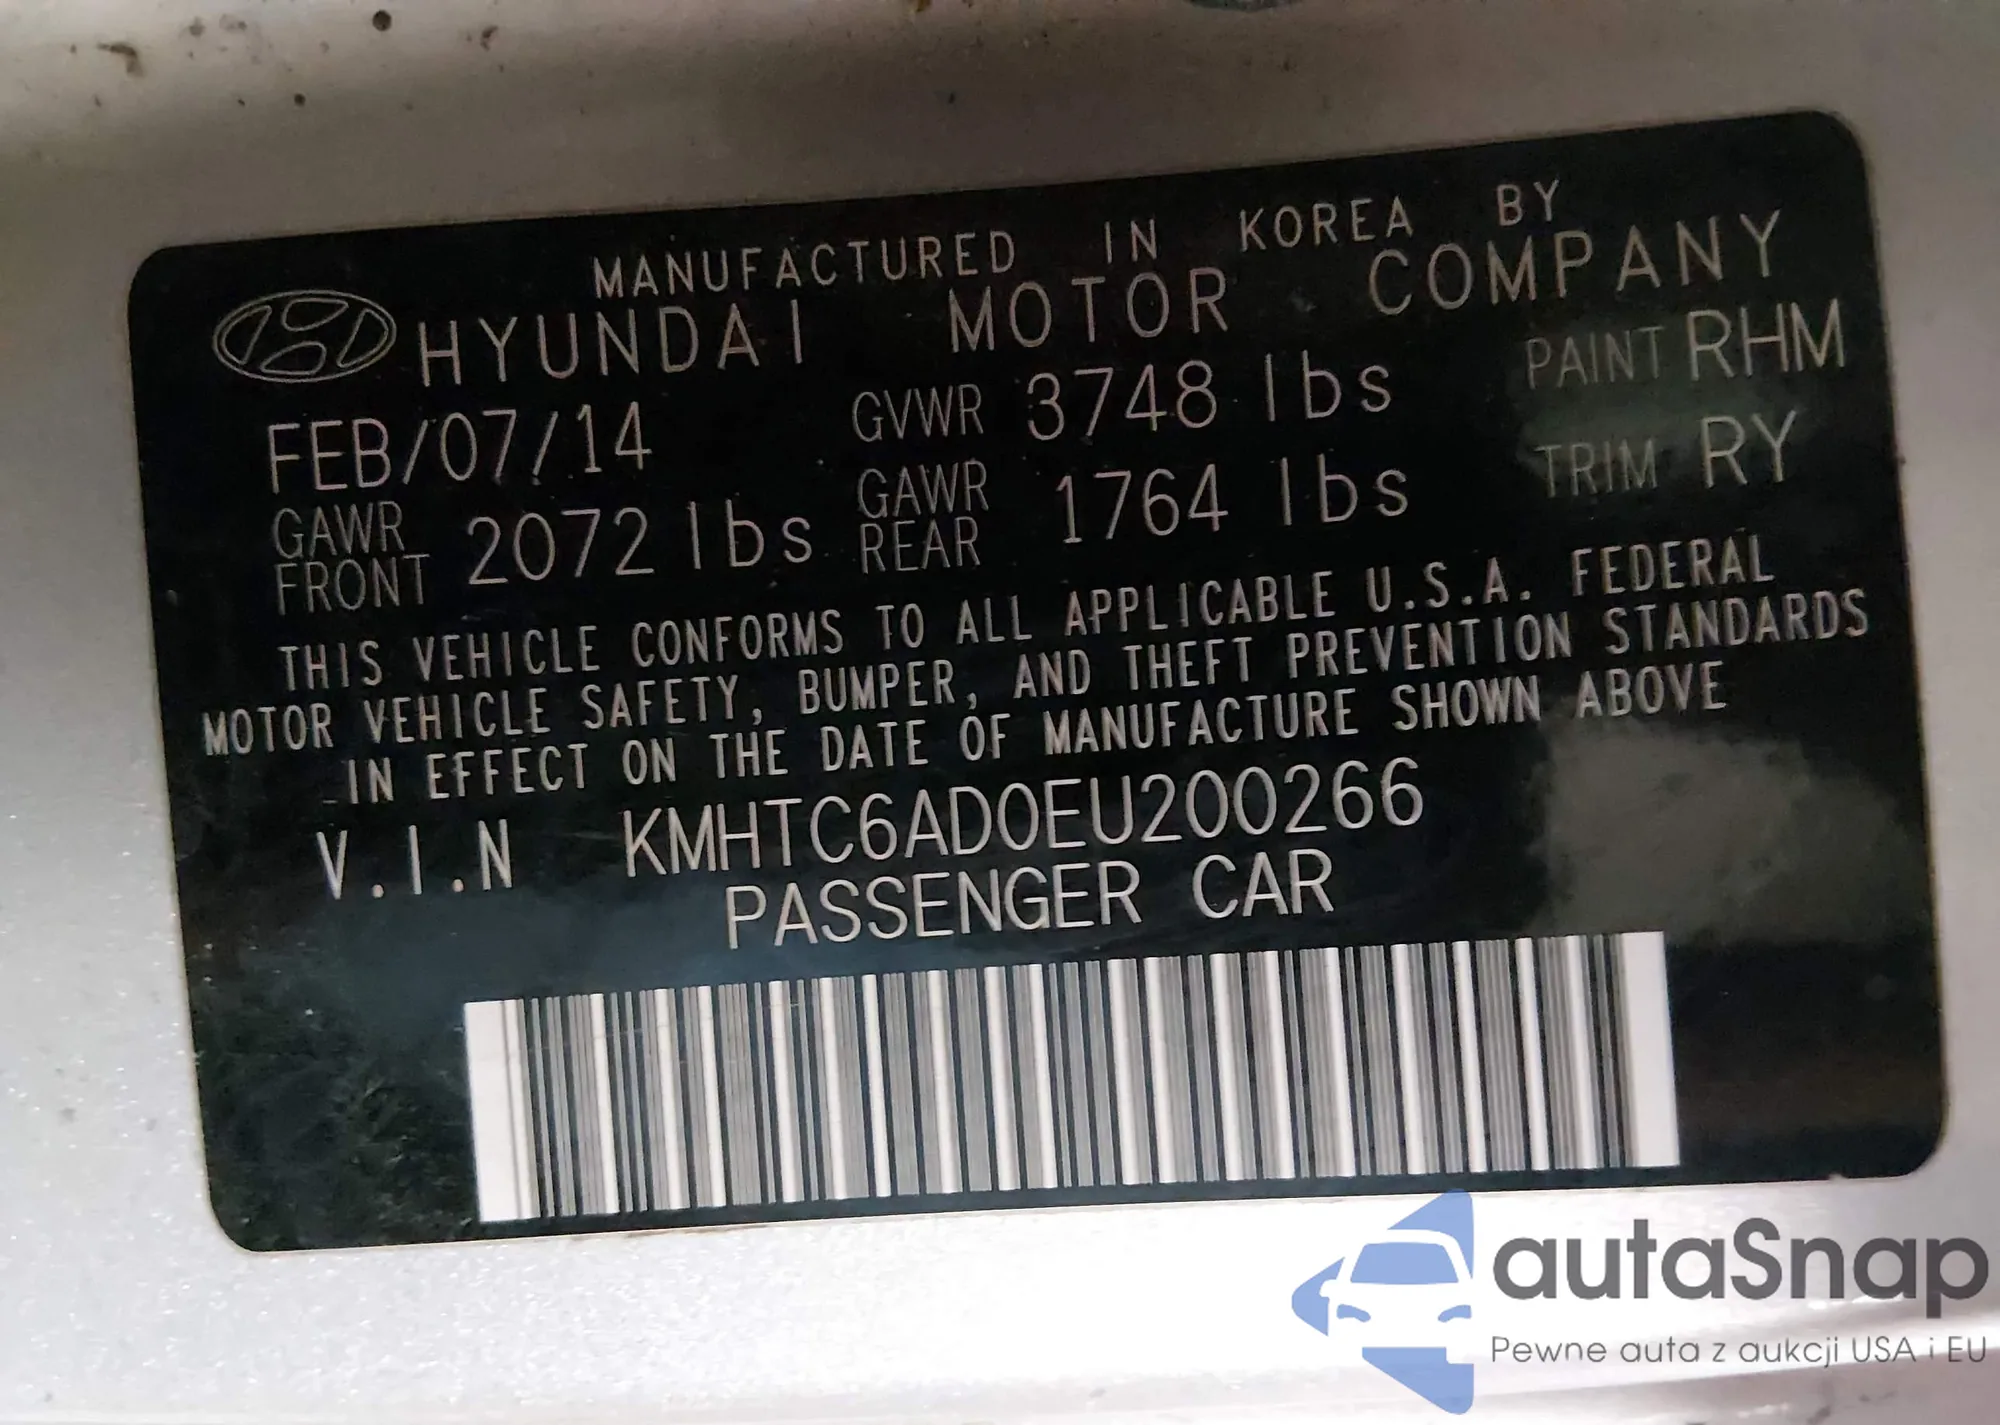 MANUFACTURED IN KOREA BY
HYUNDAI MOTOR COMPANY
FEB/07/14 GVWR 3748 lbs PAINT RHM
GAWR FRONT 2072 lbs GAWR REAR 1764 lbs TRIM RY
THIS VEHICLE CONFORMS TO ALL APPLICABLE U.S.A. FEDERAL
MOTOR VEHICLE SAFETY, BUMPER, AND THEFT PREVENTION STANDARDS
IN EFFECT ON THE DATE OF MANUFACTURE SHOWN ABOVE
V.I.N KMHTC6AD0EU200266
PASSENGER CAR
autaSnap
Pewne auta z aukcji USA i EU